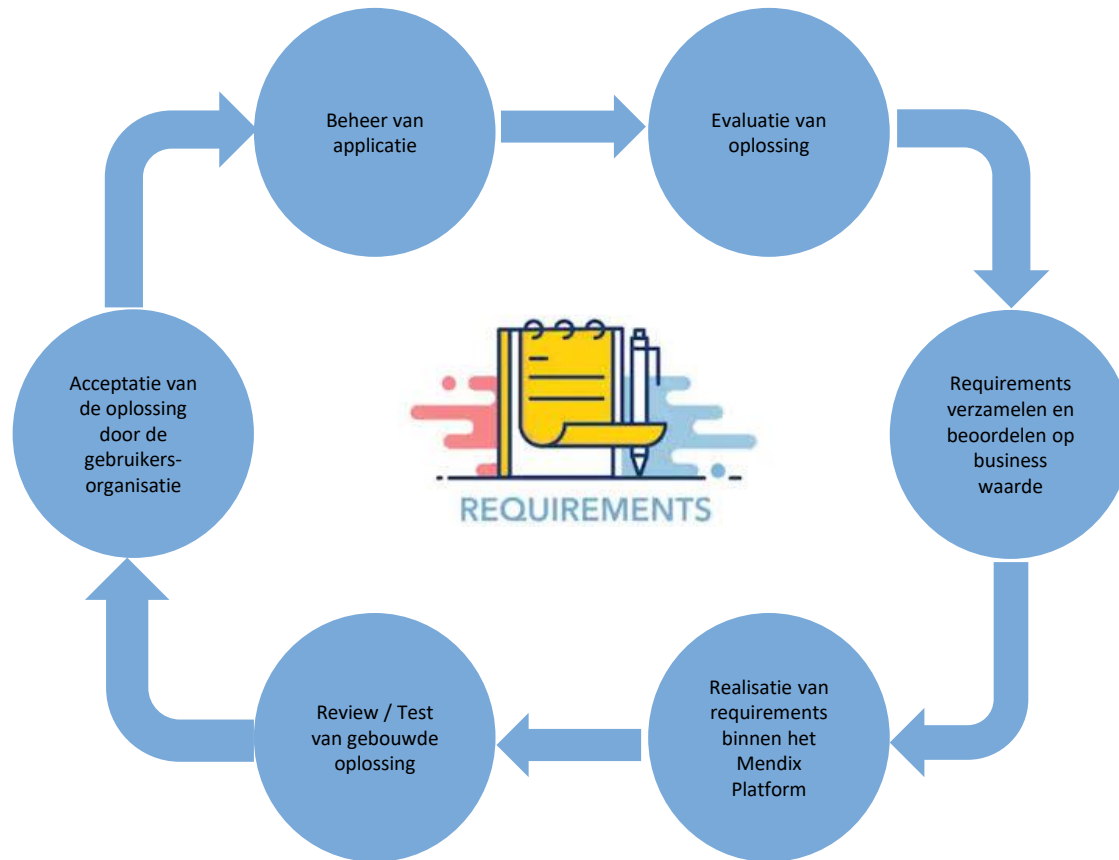 Beheer van
applicatie
Evaluatie van
oplossing
Requirements
verzamelen en
beoordelen op
business
waarde
Realisatie van
requirements
binnen het
Mendix
Platform
Review / Test
van gebouwde
oplossing
Acceptatie van
de oplossing
door de
gebruikers-
organisatie
REQUIREMENTS